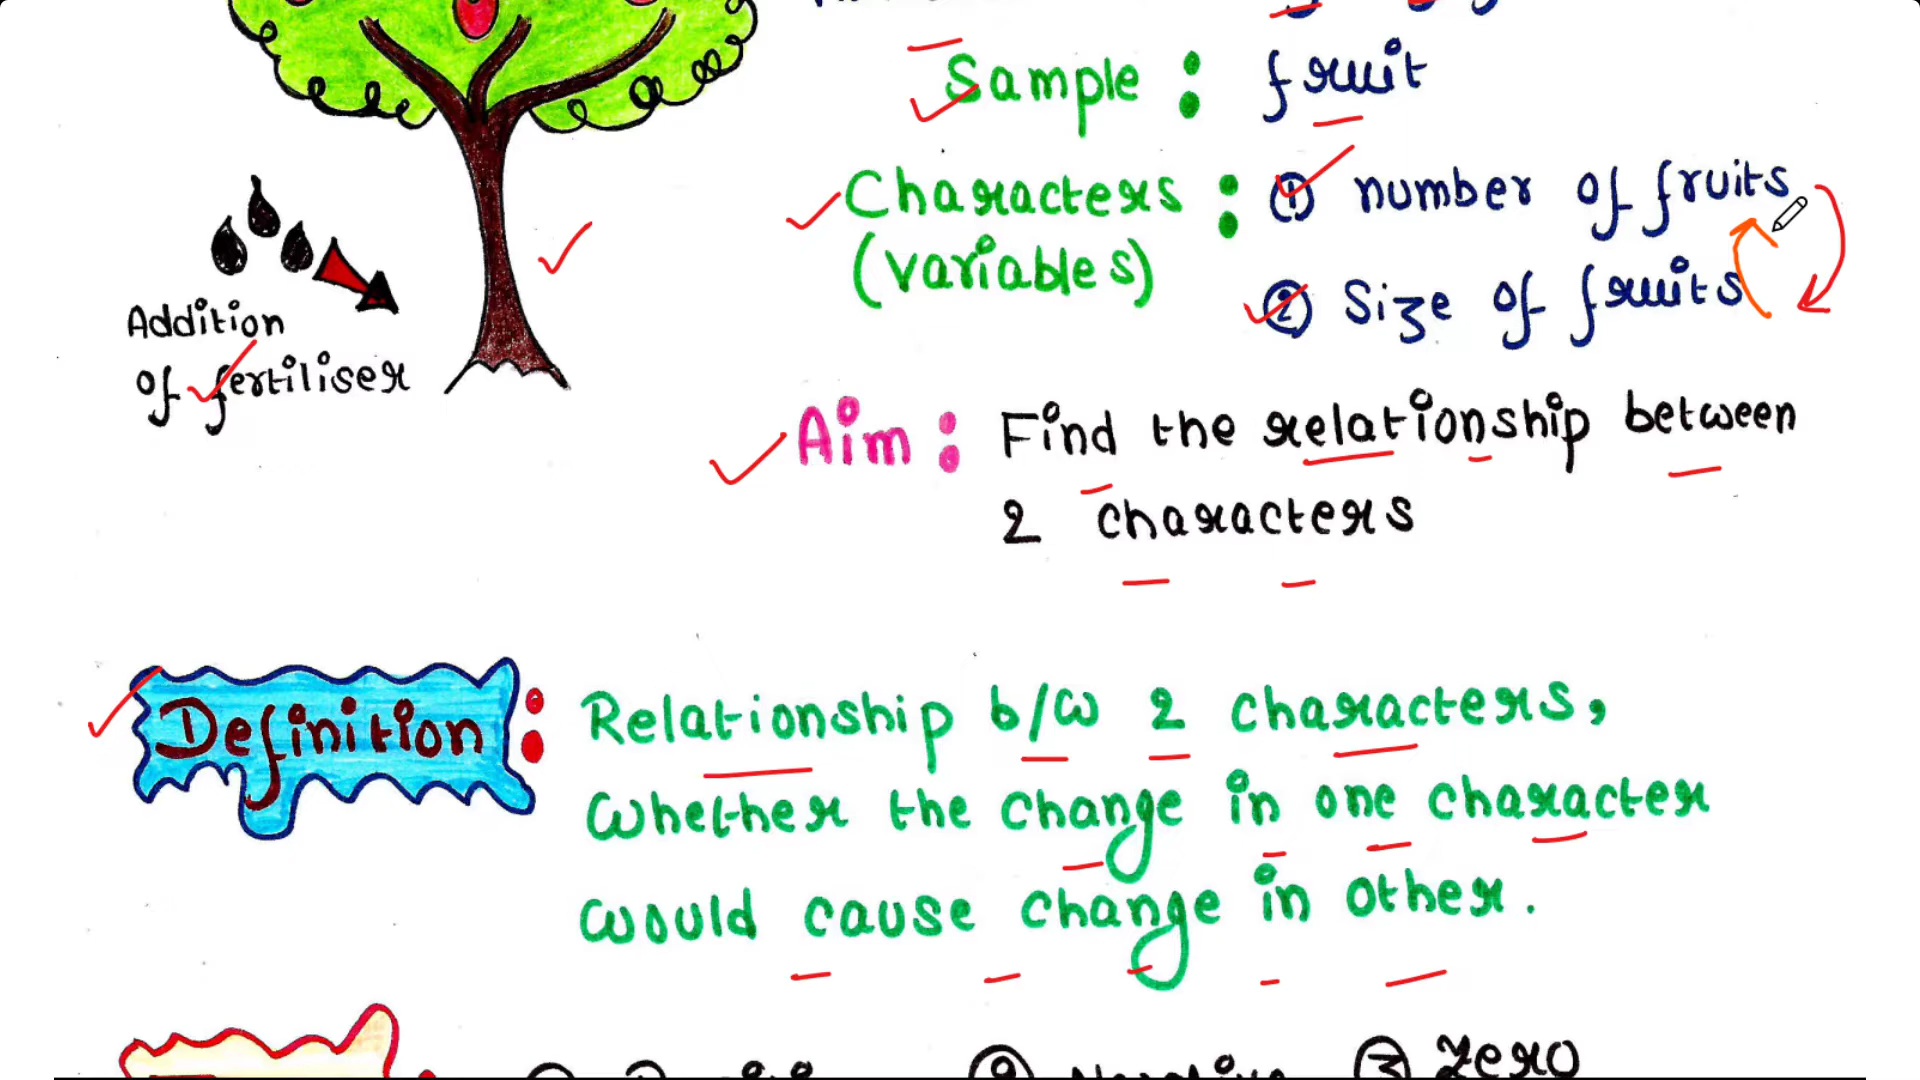 Sample : fruit
Characters : ① number of fruits
(variables)
② Size of fruits
Addition
of fertiliser
Aim : Find the relationship between
2 characters
Definition : Relationship b/w 2 characters,
whether the change in one character
would cause change in other.
③ Zero